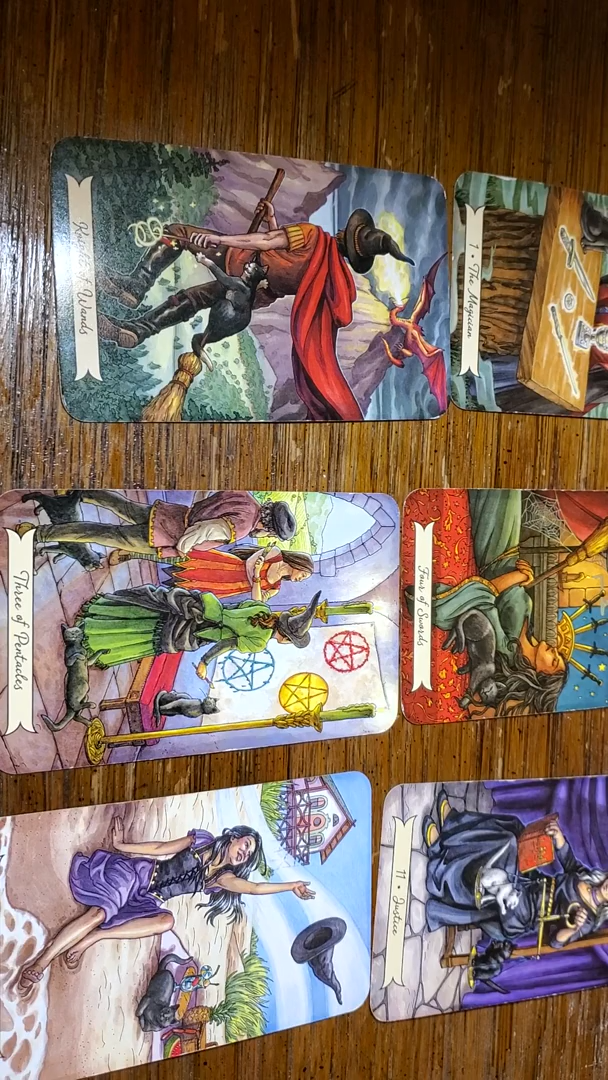 Knight of Wands
1 • The Magician
Three of Pentacles
Four of Swords
11 • Justice